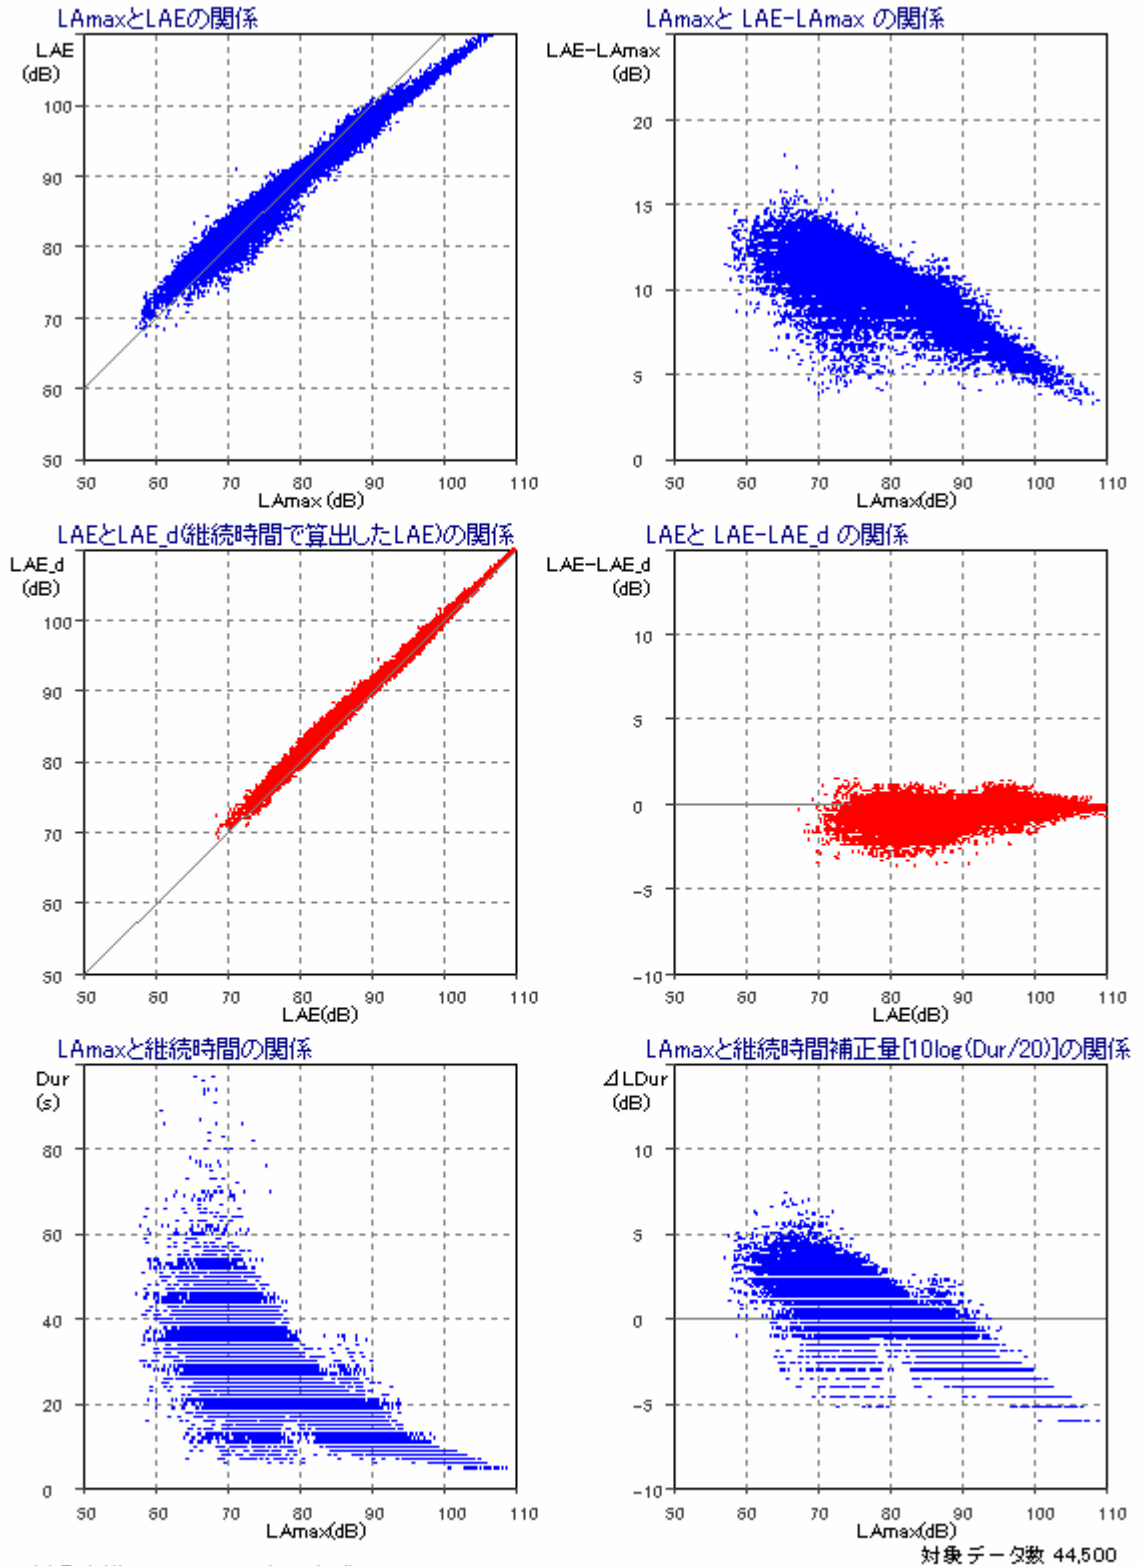 LAmaxとLAEの関係
LAE
(dB)
100
90
80
70
60
50
50 60 70 80 90 100 110
LAmax (dB)
LAmaxと LAE-LAmax の関係
LAE-LAmax
(dB)
20
15
10
5
0
50 60 70 80 90 100 110
LAmax(dB)
LAEとLAE_d(継続時間で算出したLAE)の関係
LAE_d
(dB)
100
90
80
70
60
50
50 60 70 80 90 100 110
LAE(dB)
LAEと LAE-LAE_d の関係
LAE-LAE_d
(dB)
10
5
0
-5
-10
50 60 70 80 90 100 110
LAE(dB)
LAmaxと継続時間の関係
Dur
(s)
80
60
40
20
0
50 60 70 80 90 100 110
LAmax(dB)
LAmaxと継続時間補正量[10log(Dur/20)]の関係
⊿LDur
(dB)
10
5
0
-5
-10
50 60 70 80 90 100 110
LAmax(dB)
対象データ数 44,500